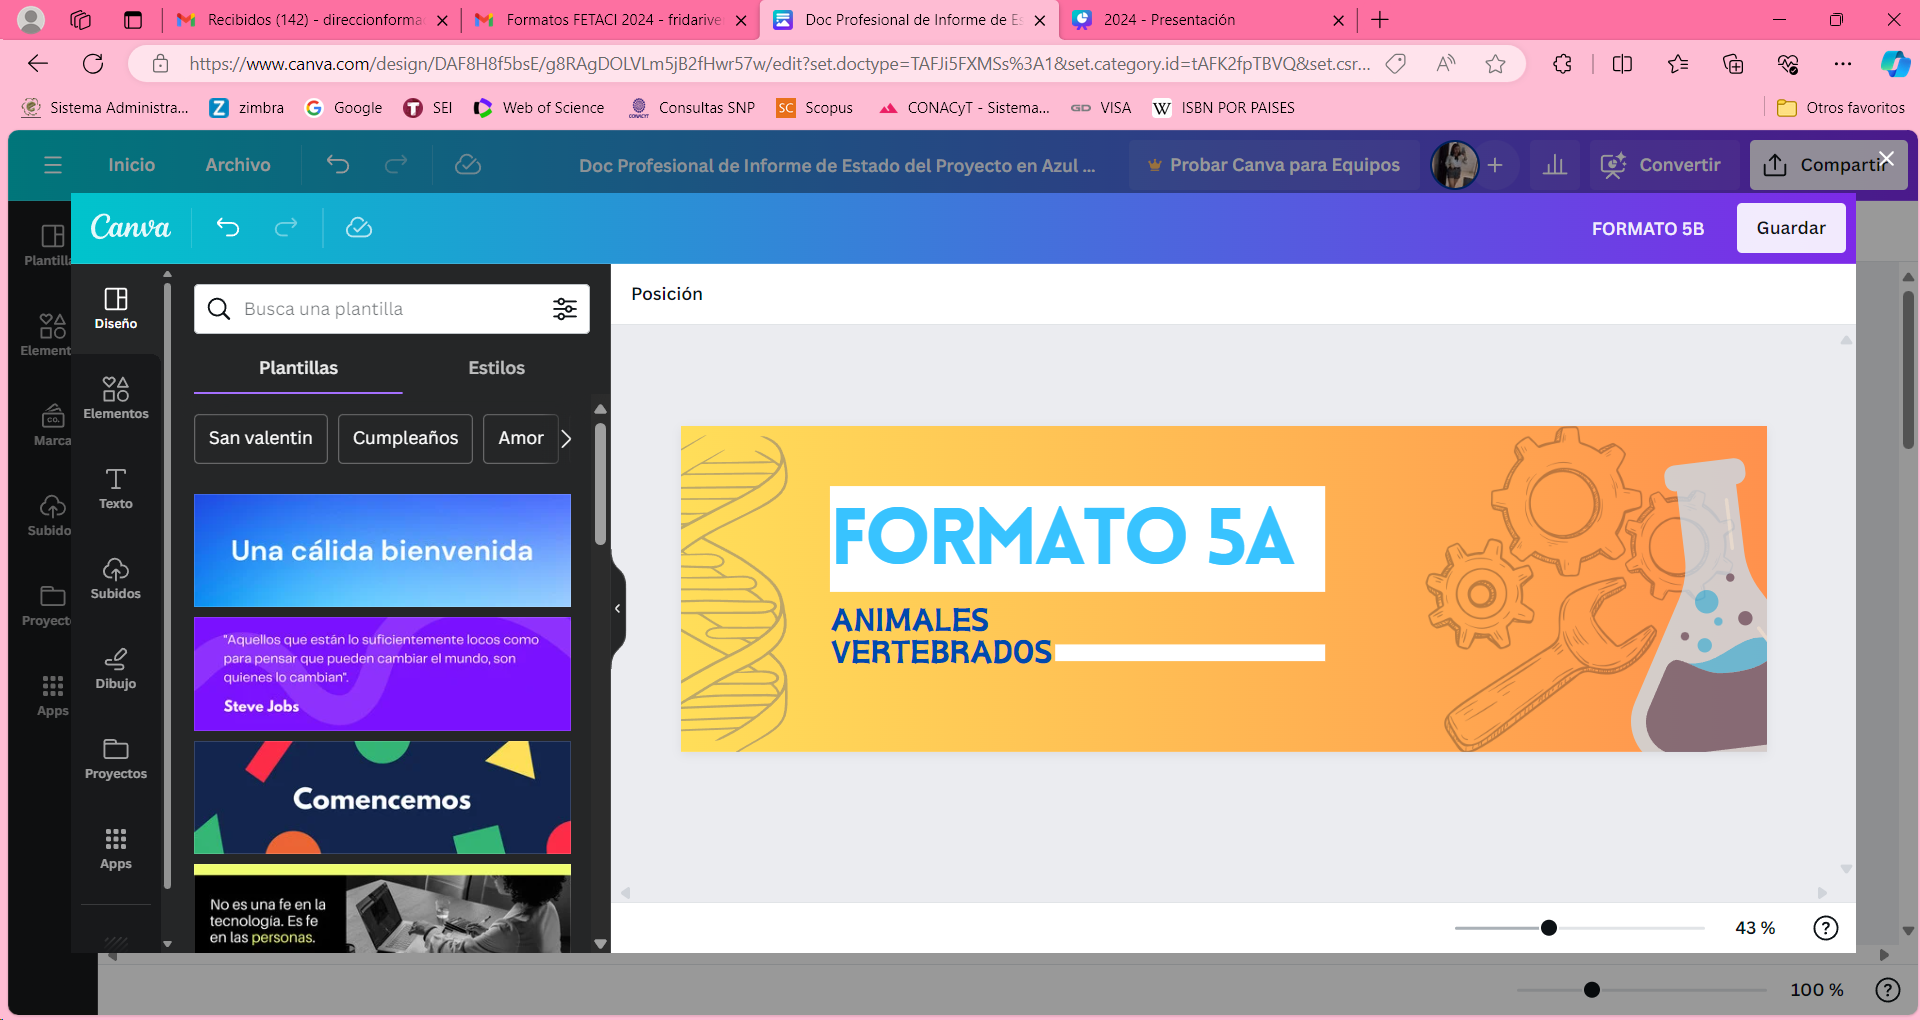 Recibidos (142) - direccionforma
Formatos FETACI 2024 - fridarive
Doc Profesional de Informe de Es
2024 - Presentación
https://www.canva.com/design/DAF8H8f5bsE/g8RAgDOLVLm5jB2fHwr57w/edit?set.doctype=TAFJi5FXMSs%3A1&set.category.id=tAFK2fpTBVQ&set.csr...
Sistema Administra...
zimbra
Google
SEI
Web of Science
Consultas SNP
Scopus
CONACyT - Sistema...
VISA
ISBN POR PAISES
Otros favoritos
Inicio
Archivo
Doc Profesional de Informe de Estado del Proyecto en Azul ...
Probar Canva para Equipos
Convertir
Compartir
Canva
FORMATO 5B
Guardar
Plantilla
Element
Marca
Subido
Proyect
Apps
Diseño
Elementos
Texto
Subidos
Dibujo
Proyectos
Apps
Busca una plantilla
Plantillas
Estilos
San valentin
Cumpleaños
Amor
Una cálida bienvenida
"Aquellos que están lo suficientemente locos como
para pensar que pueden cambiar el mundo, son
quienes lo cambian".
Steve Jobs
Comencemos
No es una fe en la
tecnología. Es fe
en las personas.
Posición
FORMATO 5A
ANIMALES
VERTEBRADOS
43 %
100 %